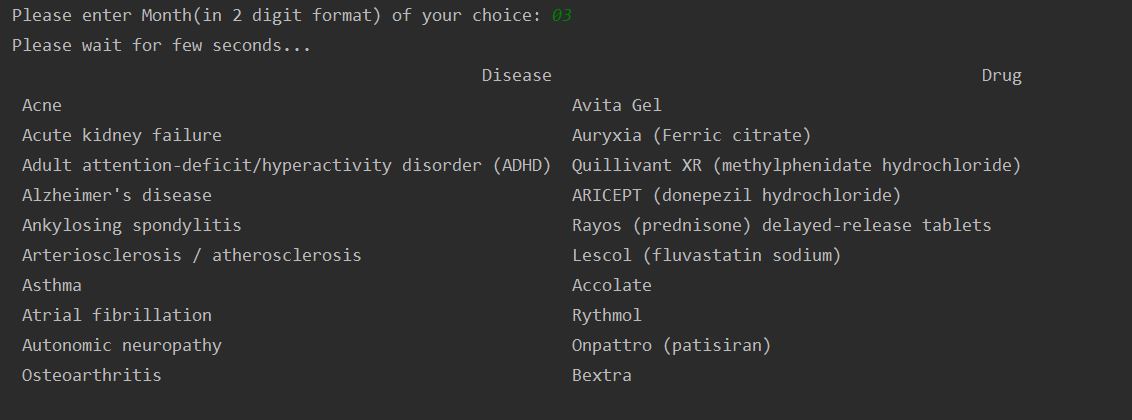 Please enter Month(in 2 digit format) of your choice: 03
Please wait for few seconds...
Disease Drug
Acne Avita Gel
Acute kidney failure Auryxia (Ferric citrate)
Adult attention-deficit/hyperactivity disorder (ADHD) Quillivant XR (methylphenidate hydrochloride)
Alzheimer's disease ARICEPT (donepezil hydrochloride)
Ankylosing spondylitis Rayos (prednisone) delayed-release tablets
Arteriosclerosis / atherosclerosis Lescol (fluvastatin sodium)
Asthma Accolate
Atrial fibrillation Rythmol
Autonomic neuropathy Onpattro (patisiran)
Osteoarthritis Bextra